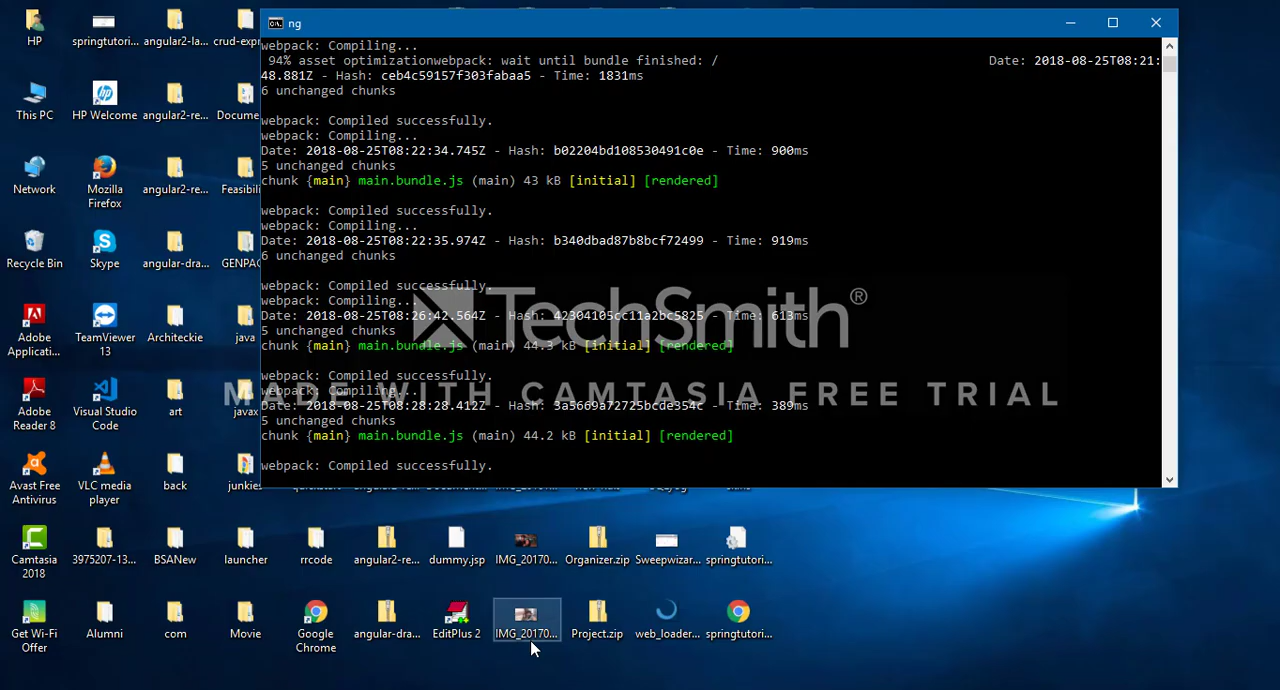 ng
webpack: Compiling...
94% asset optimizationwebpack: wait until bundle finished: / Date: 2018-08-25T08:21:
48.881Z - Hash: ceb4c59157f303fabaa5 - Time: 1831ms
6 unchanged chunks
webpack: Compiled successfully.
webpack: Compiling...
Date: 2018-08-25T08:22:34.745Z - Hash: b02204bd108530491c0e - Time: 900ms
5 unchanged chunks
chunk {main} main.bundle.js (main) 43 kB [initial] [rendered]
webpack: Compiled successfully.
webpack: Compiling...
Date: 2018-08-25T08:22:35.974Z - Hash: b340dbad87b8bcf72499 - Time: 919ms
6 unchanged chunks
webpack: Compiled successfully.
webpack: Compiling...
Date: 2018-08-25T08:26:42.564Z - Hash: 42304105cc11a2bc5825 - Time: 613ms
5 unchanged chunks
chunk {main} main.bundle.js (main) 44.3 kB [initial] [rendered]
webpack: Compiled successfully.
webpack: Compiling...
Date: 2018-08-25T08:28:28.412Z - Hash: 3a5669a72725bcde354c - Time: 389ms
5 unchanged chunks
chunk {main} main.bundle.js (main) 44.2 kB [initial] [rendered]
webpack: Compiled successfully.
TechSmith®
MADE WITH CAMTASIA FREE TRIAL
HP
springtutori...
angular2-la...
crud-expr
This PC
HP Welcome
angular2-re...
Docume
Network
Mozilla
Firefox
angular2-re...
Feasibili
Recycle Bin
Skype
angular-dra...
GENPAC
Adobe
Applicati...
TeamViewer
13
Architeckie
java
Adobe
Reader 8
Visual Studio
Code
art
javax
Avast Free
Antivirus
VLC media
player
back
junkies
Camtasia
2018
3975207-13...
BSANew
launcher
rrcode
angular2-re...
dummy.jsp
IMG_20170...
Organizer.zip
Sweepwizar...
springtutori...
Get Wi-Fi
Offer
Alumni
com
Movie
Google
Chrome
angular-dra...
EditPlus 2
IMG_20170...
Project.zip
web_loader...
springtutori...